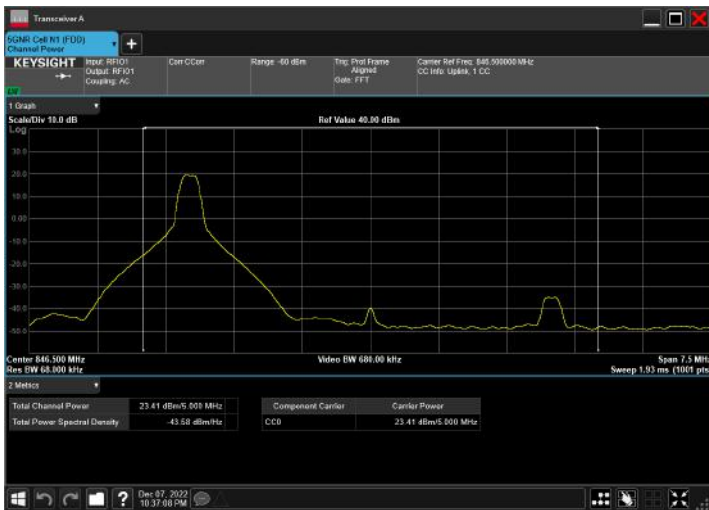 Transceiver A
5GNR Cell N1 (FDD)
Channel Power
+
KEYSIGHT
Input: RFIO1
Output: RFIO1
Coupling: AC
Corr CCorr
Range: -60 dBm
Trig: Prot Frame
Aligned
Gate: FFT
Carrier Ref Freq: 846.500000 MHz
CC Info: Uplink, 1 CC
1 Graph
Scale/Div 10.0 dB
Ref Value 40.00 dBm
Log
30.0
20.0
10.0
0.00
-10.0
-20.0
-30.0
-40.0
-50.0
Center 846.500 MHz
Video BW 680.00 kHz
Span 7.5 MHz
Res BW 68.000 kHz
Sweep 1.93 ms (1001 pts
2 Metrics
Total Channel Power
23.41 dBm/5.000 MHz
Total Power Spectral Density
-43.58 dBm/Hz
Component Carrier
Carrier Power
CC0
23.41 dBm/5.000 MHz
?
Dec 07, 2022
10:37:08 PM